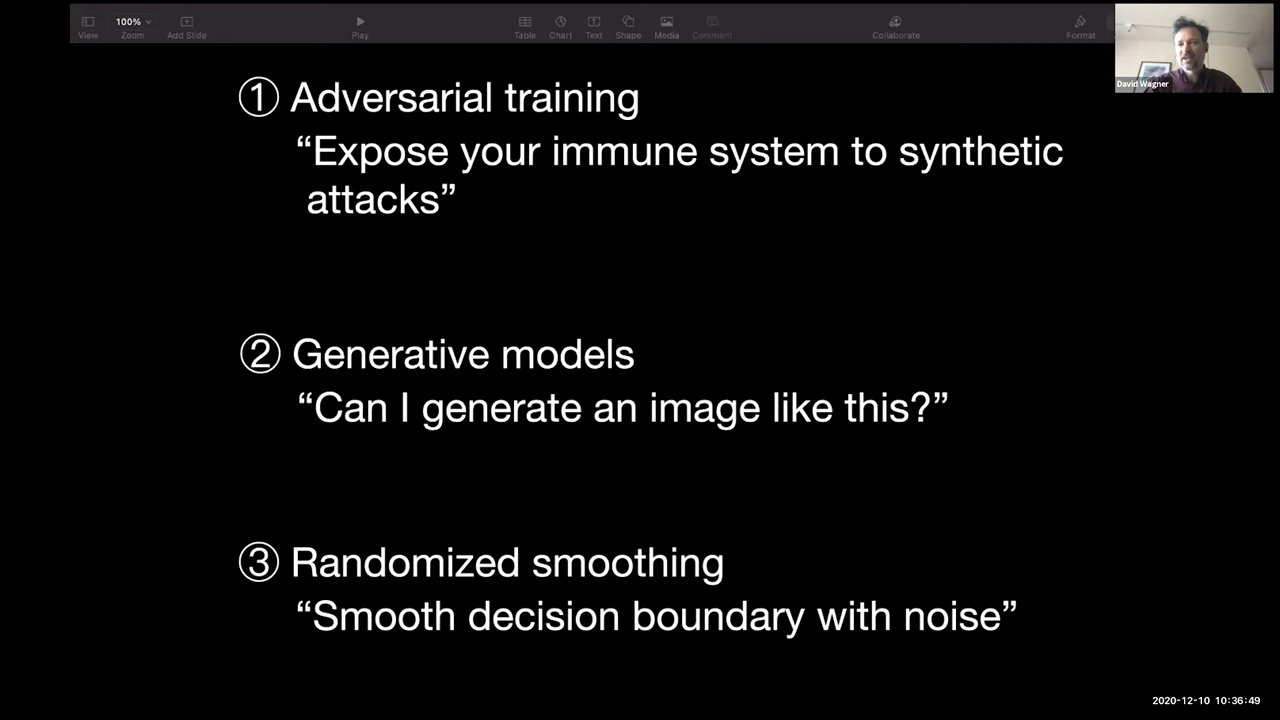 100%
View
Zoom
Add Slide
Play
Table
Chart
Text
Shape
Media
Comment
Collaborate
Format
David Wagner
① Adversarial training
“Expose your immune system to synthetic
attacks”
② Generative models
“Can I generate an image like this?”
③ Randomized smoothing
“Smooth decision boundary with noise”
2020-12-10 10:36:49